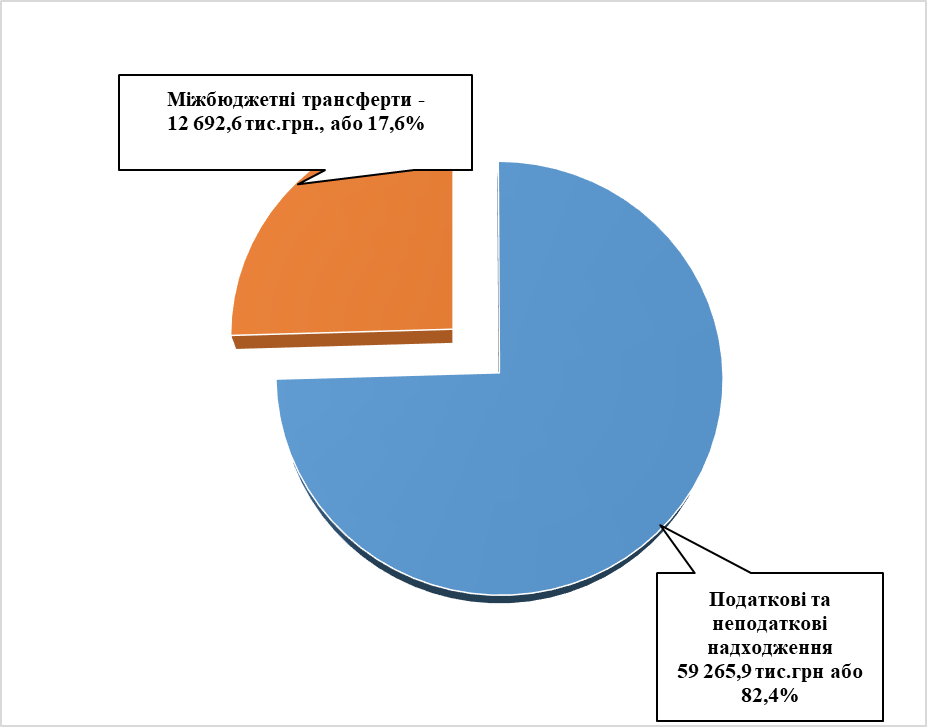 Міжбюджетні трансферти -
12 692,6 тис.грн., або 17,6%
Податкові та
неподаткові
надходження
59 265,9 тис.грн або
82,4%